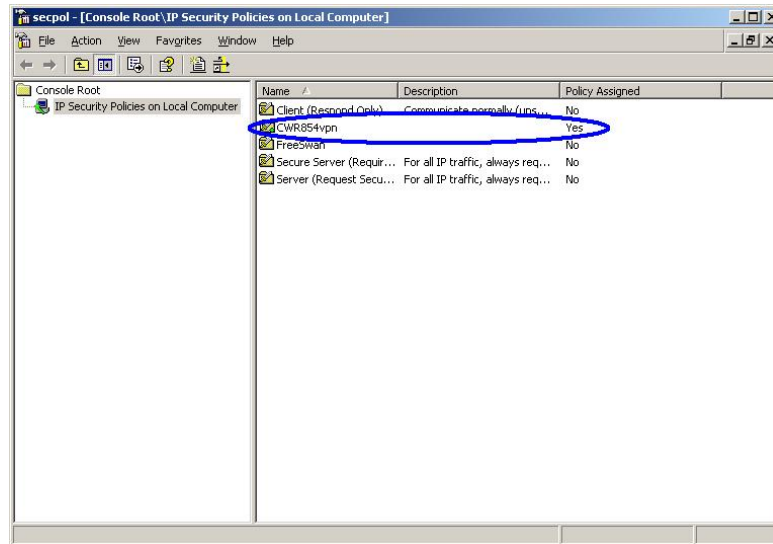 secpol - [Console Root\IP Security Policies on Local Computer]
File Action View Favorites Window Help
Console Root
IP Security Policies on Local Computer
Name Description Policy Assigned
Client (Respond Only) Communicate normally (uns... No
CWR854vpn Yes
FreeSwan No
Secure Server (Requir... For all IP traffic, always req... No
Server (Request Secu... For all IP traffic, always req... No